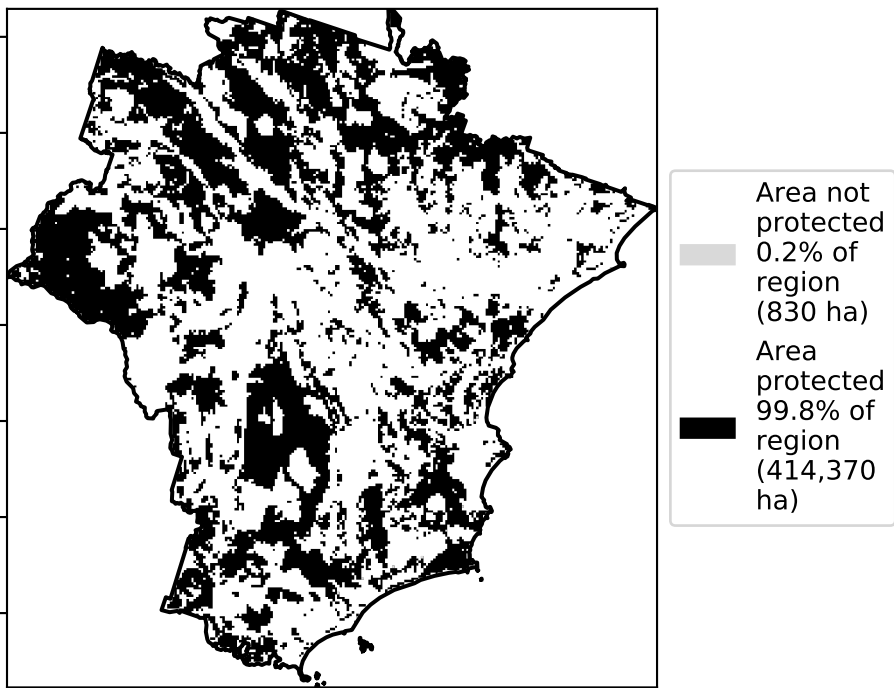 Area not
protected
0.2% of
region
(830 ha)
Area
protected
99.8% of
region
(414,370
ha)